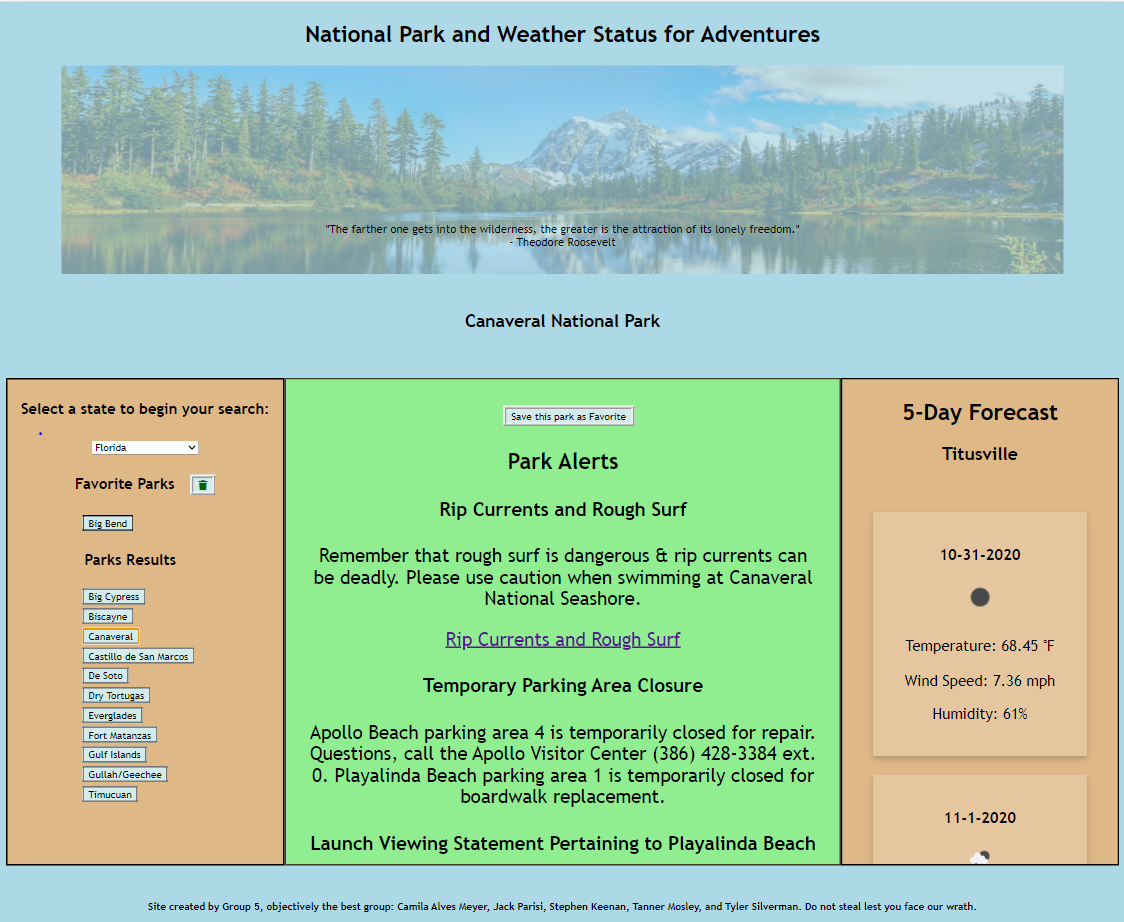 National Park and Weather Status for Adventures
"The farther one gets into the wilderness, the greater is the attraction of its lonely freedom."
- Theodore Roosevelt
Canaveral National Park
Select a state to begin your search:
Florida
Favorite Parks
Big Bend
Parks Results
Big Cypress
Biscayne
Canaveral
Castillo de San Marcos
De Soto
Dry Tortugas
Everglades
Fort Matanzas
Gulf Islands
Gullah/Geechee
Timucuan
Save this park as Favorite
Park Alerts
Rip Currents and Rough Surf
Remember that rough surf is dangerous & rip currents can
be deadly. Please use caution when swimming at Canaveral
National Seashore.
Rip Currents and Rough Surf
Temporary Parking Area Closure
Apollo Beach parking area 4 is temporarily closed for repair.
Questions, call the Apollo Visitor Center (386) 428-3384 ext.
0. Playalinda Beach parking area 1 is temporarily closed for
boardwalk replacement.
Launch Viewing Statement Pertaining to Playalinda Beach
5-Day Forecast
Titusville
10-31-2020
Temperature: 68.45 °F
Wind Speed: 7.36 mph
Humidity: 61%
11-1-2020
Site created by Group 5, objectively the best group: Camila Alves Meyer, Jack Parisi, Stephen Keenan, Tanner Mosley, and Tyler Silverman. Do not steal lest you face our wrath.